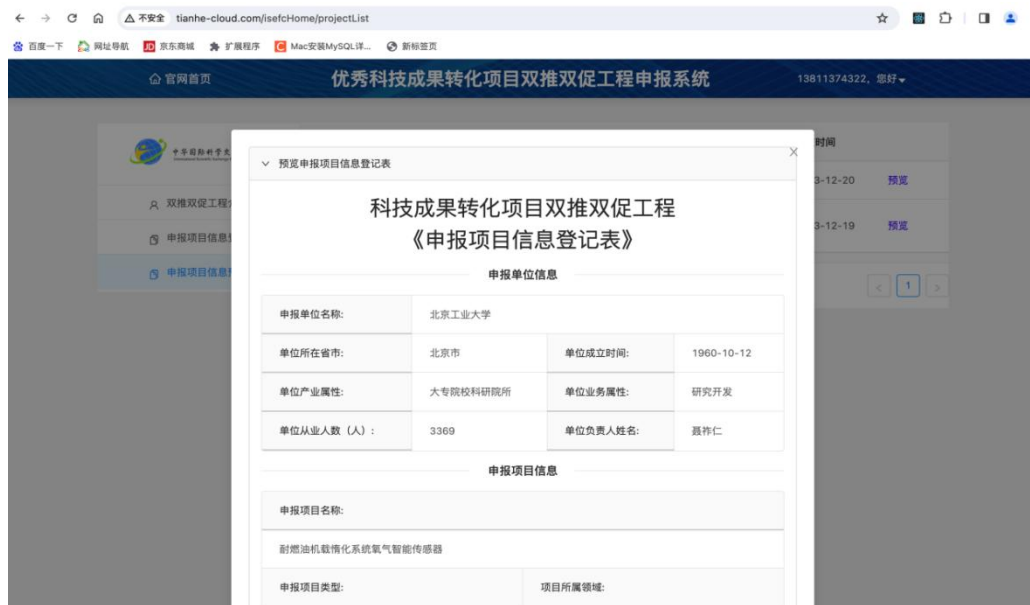 不安全 tianhe-cloud.com/isefcHome/projectList
百度一下 网址导航 JD 京东商城 扩展程序 C Mac安装MySQL详... 新标签页
官网首页 优秀科技成果转化项目双推双促工程申报系统 13811374322, 您好
时间
预览申报项目信息登记表
3-12-20 预览
双推双促工程
科技成果转化项目双推双促工程
3-12-19 预览
申报项目信息
《申报项目信息登记表》
申报项目信息
申报单位信息
1
申报单位名称: 北京工业大学
单位所在省市: 北京市 单位成立时间: 1960-10-12
单位产业属性: 大专院校科研院所 单位业务属性: 研究开发
单位从业人数（人）: 3369 单位负责人姓名: 聂祚仁
申报项目信息
申报项目名称:
耐燃油机载惰化系统氧气智能传感器
申报项目类型: 项目所属领域: